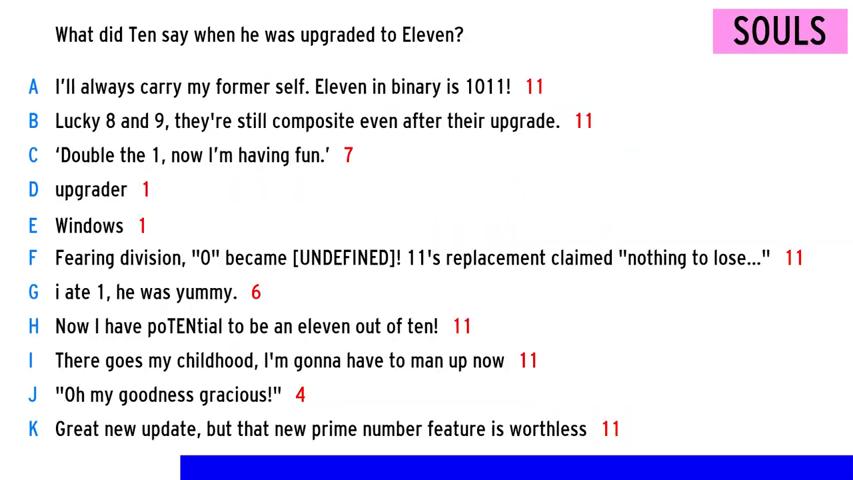 What did Ten say when he was upgraded to Eleven?
SOULS
A I'll always carry my former self. Eleven in binary is 1011! 11
B Lucky 8 and 9, they're still composite even after their upgrade. 11
C ‘Double the 1, now I'm having fun.’ 7
D upgrader 1
E Windows 1
F Fearing division, "0" became [UNDEFINED]! 11's replacement claimed "nothing to lose..." 11
G i ate 1, he was yummy. 6
H Now I have poTENtial to be an eleven out of ten! 11
I There goes my childhood, I'm gonna have to man up now 11
J "Oh my goodness gracious!" 4
K Great new update, but that new prime number feature is worthless 11